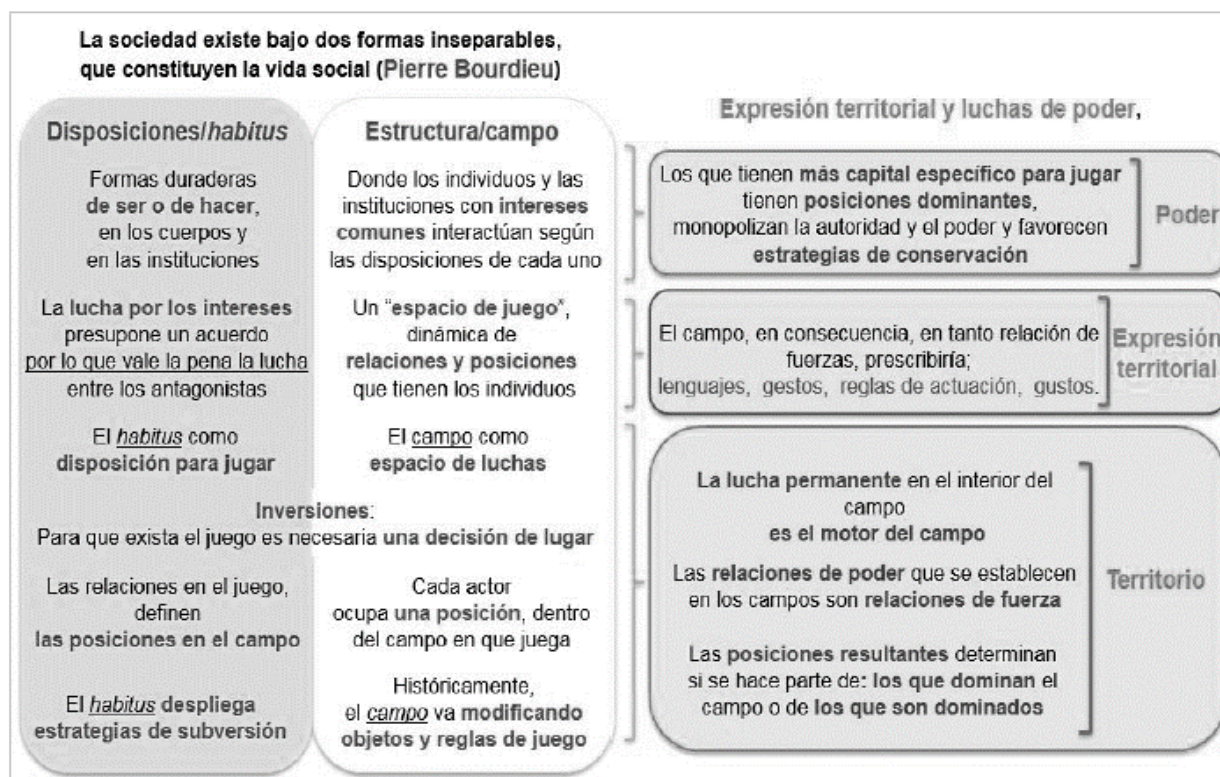 La sociedad existe bajo dos formas inseparables,
que constituyen la vida social (Pierre Bourdieu)
Disposiciones/habitus
Formas duraderas
de ser o de hacer,
en los cuerpos y
en las instituciones
La lucha por los intereses
presupone un acuerdo
por lo que vale la pena la lucha
entre los antagonistas
El habitus como
disposición para jugar
Estructura/campo
Donde los individuos y las
instituciones con intereses
comunes interactúan según
las disposiciones de cada uno
Un “espacio de juego”,
dinámica de
relaciones y posiciones
que tienen los individuos
El campo como
espacio de luchas
Inversiones:
Para que exista el juego es necesaria una decisión de lugar
Las relaciones en el juego,
definen
las posiciones en el campo
El habitus despliega
estrategias de subversión
Cada actor
ocupa una posición, dentro
del campo en que juega
Históricamente,
el campo va modificando
objetos y reglas de juego
Expresión territorial y luchas de poder,
Los que tienen más capital específico para jugar
tienen posiciones dominantes,
monopolizan la autoridad y el poder y favorecen
estrategias de conservación
Poder
El campo, en consecuencia, en tanto relación de
fuerzas, prescribiría;
lenguajes, gestos, reglas de actuación, gustos.
Expresión
territorial
La lucha permanente en el interior del
campo
es el motor del campo
Las relaciones de poder que se establecen
en los campos son relaciones de fuerza
Las posiciones resultantes determinan
si se hace parte de: los que dominan el
campo o de los que son dominados
Territorio